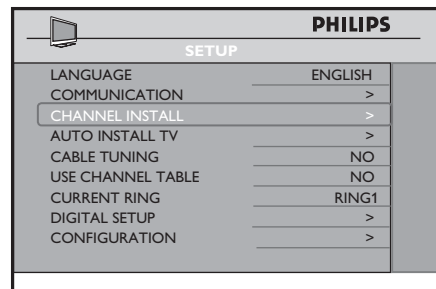 PHILIPS
SETUP
LANGUAGE ENGLISH
COMMUNICATION >
CHANNEL INSTALL >
AUTO INSTALL TV >
CABLE TUNING NO
USE CHANNEL TABLE NO
CURRENT RING RING1
DIGITAL SETUP >
CONFIGURATION >